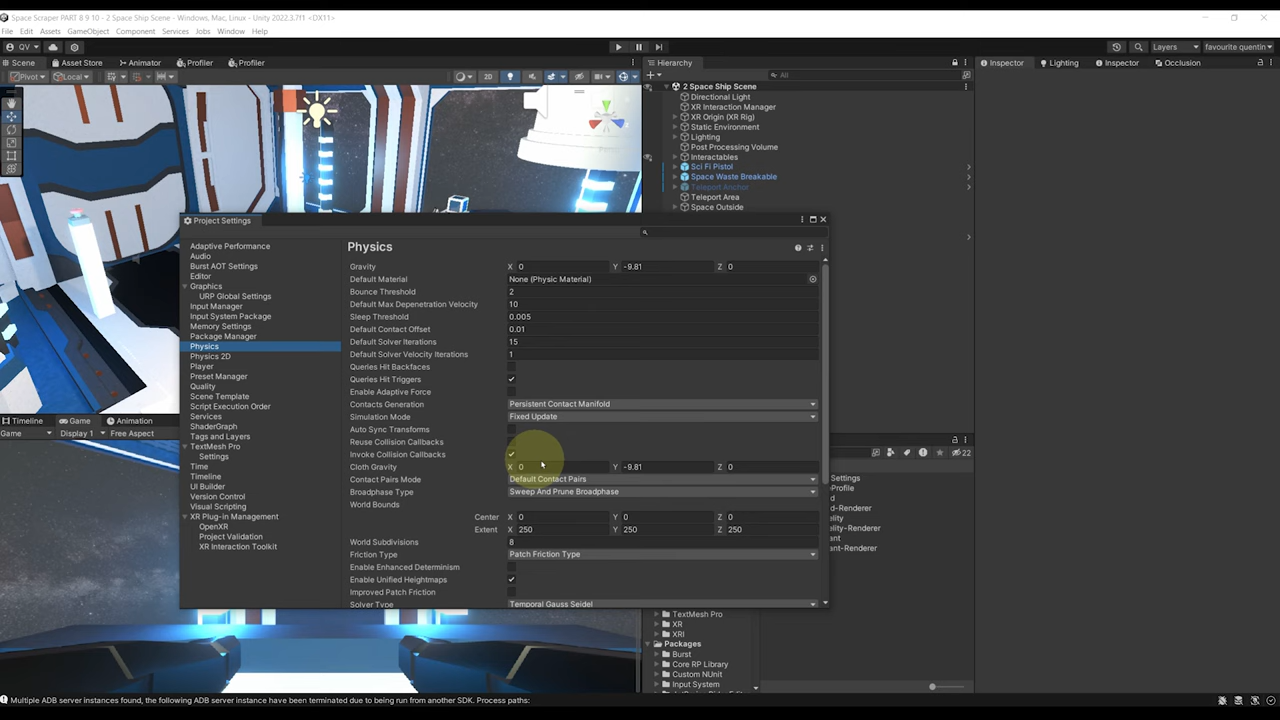 Space Scraper PART 8 9 10 - 2 Space Ship Scene - Windows, Mac, Linux - Unity 2022.3.7f1 <DX11>
File Edit Assets GameObject Component Services Jobs Window Help
QV Layers favourite quentin
Scene Asset Store Animator Profiler Profiler
Pivot Local 2D
Hierarchy
All
2 Space Ship Scene
Directional Light
XR Interaction Manager
XR Origin (XR Rig)
Static Environment
Lighting
Post Processing Volume
Interactables
Sci Fi Pistol
Space Waste Breakable
Teleport Anchor
Teleport Area
Space Outside
Inspector Lighting Inspector Occlusion
Project Settings
Adaptive Performance
Audio
Burst AOT Settings
Editor
Graphics
URP Global Settings
Input Manager
Input System Package
Memory Settings
Package Manager
Physics
Physics 2D
Player
Preset Manager
Quality
Scene Template
Script Execution Order
Services
ShaderGraph
Tags and Layers
TextMesh Pro
Settings
Time
Timeline
UI Builder
Version Control
Visual Scripting
XR Plug-in Management
OpenXR
Project Validation
XR Interaction Toolkit
Physics
Gravity X 0 Y -9.81 Z 0
Default Material None (Physic Material)
Bounce Threshold 2
Default Max Depenetration Velocity 10
Sleep Threshold 0.005
Default Contact Offset 0.01
Default Solver Iterations 15
Default Solver Velocity Iterations 1
Queries Hit Backfaces
Queries Hit Triggers
Enable Adaptive Force
Contacts Generation Persistent Contact Manifold
Simulation Mode Fixed Update
Auto Sync Transforms
Reuse Collision Callbacks
Invoke Collision Callbacks
Cloth Gravity X 0 Y -9.81 Z 0
Contact Pairs Mode Default Contact Pairs
Broadphase Type Sweep And Prune Broadphase
World Bounds
Center X 0 Y 0 Z 0
Extent X 250 Y 250 Z 250
World Subdivisions 8
Friction Type Patch Friction Type
Enable Enhanced Determinism
Enable Unified Heightmaps
Improved Patch Friction
Solver Type Temporal Gauss Seidel
Timeline Game Animation
Game Display 1 Free Aspect
22
TextMesh Pro
XR
XRI
Packages
Burst
Core RP Library
Custom NUnit
Input System
Multiple ADB server instances found, the following ADB server instance have been terminated due to being run from another SDK. Process paths: